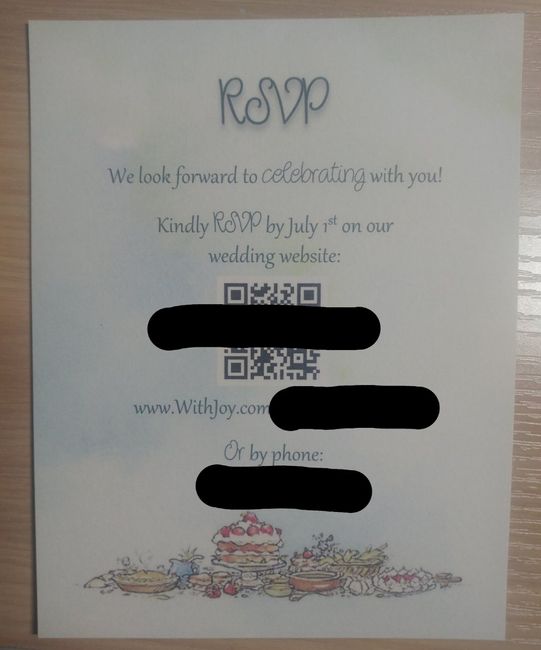 RSVP
We look forward to celebrating with you!
Kindly RSVP by July 1st on our
wedding website:
www.WithJoy.com
Or by phone: